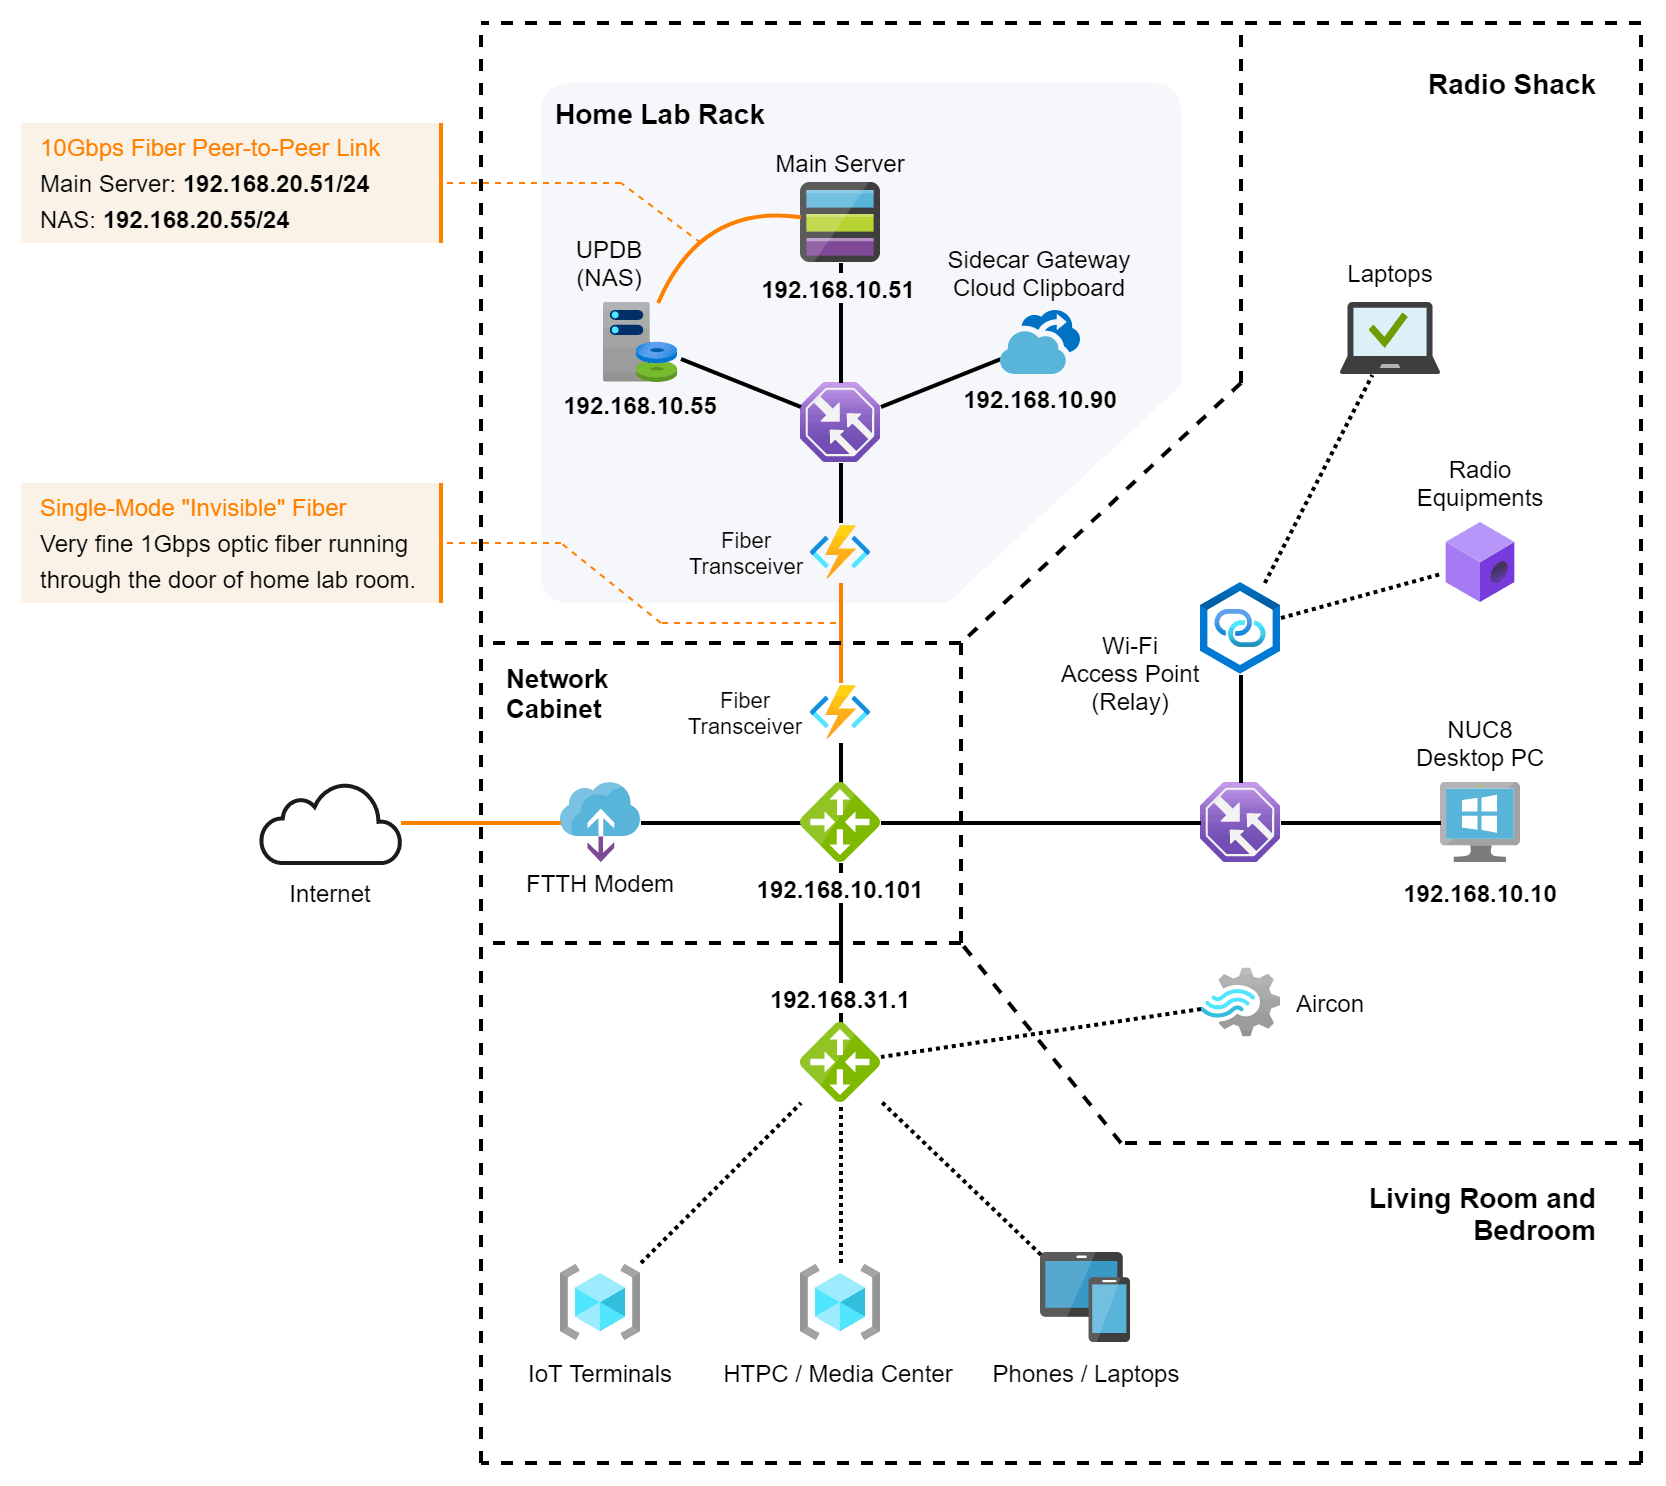 Radio Shack
Home Lab Rack
10Gbps Fiber Peer-to-Peer Link
Main Server: 192.168.20.51/24
NAS: 192.168.20.55/24
Main Server
192.168.10.51
UPDB
(NAS)
192.168.10.55
Sidecar Gateway
Cloud Clipboard
192.168.10.90
Laptops
Radio
Equipments
Single-Mode "Invisible" Fiber
Very fine 1Gbps optic fiber running
through the door of home lab room.
Fiber
Transceiver
Wi-Fi
Access Point
(Relay)
Network
Cabinet
Fiber
Transceiver
NUC8
Desktop PC
192.168.10.10
Internet
FTTH Modem
192.168.10.101
192.168.31.1
Aircon
Living Room and
Bedroom
IoT Terminals
HTPC / Media Center
Phones / Laptops